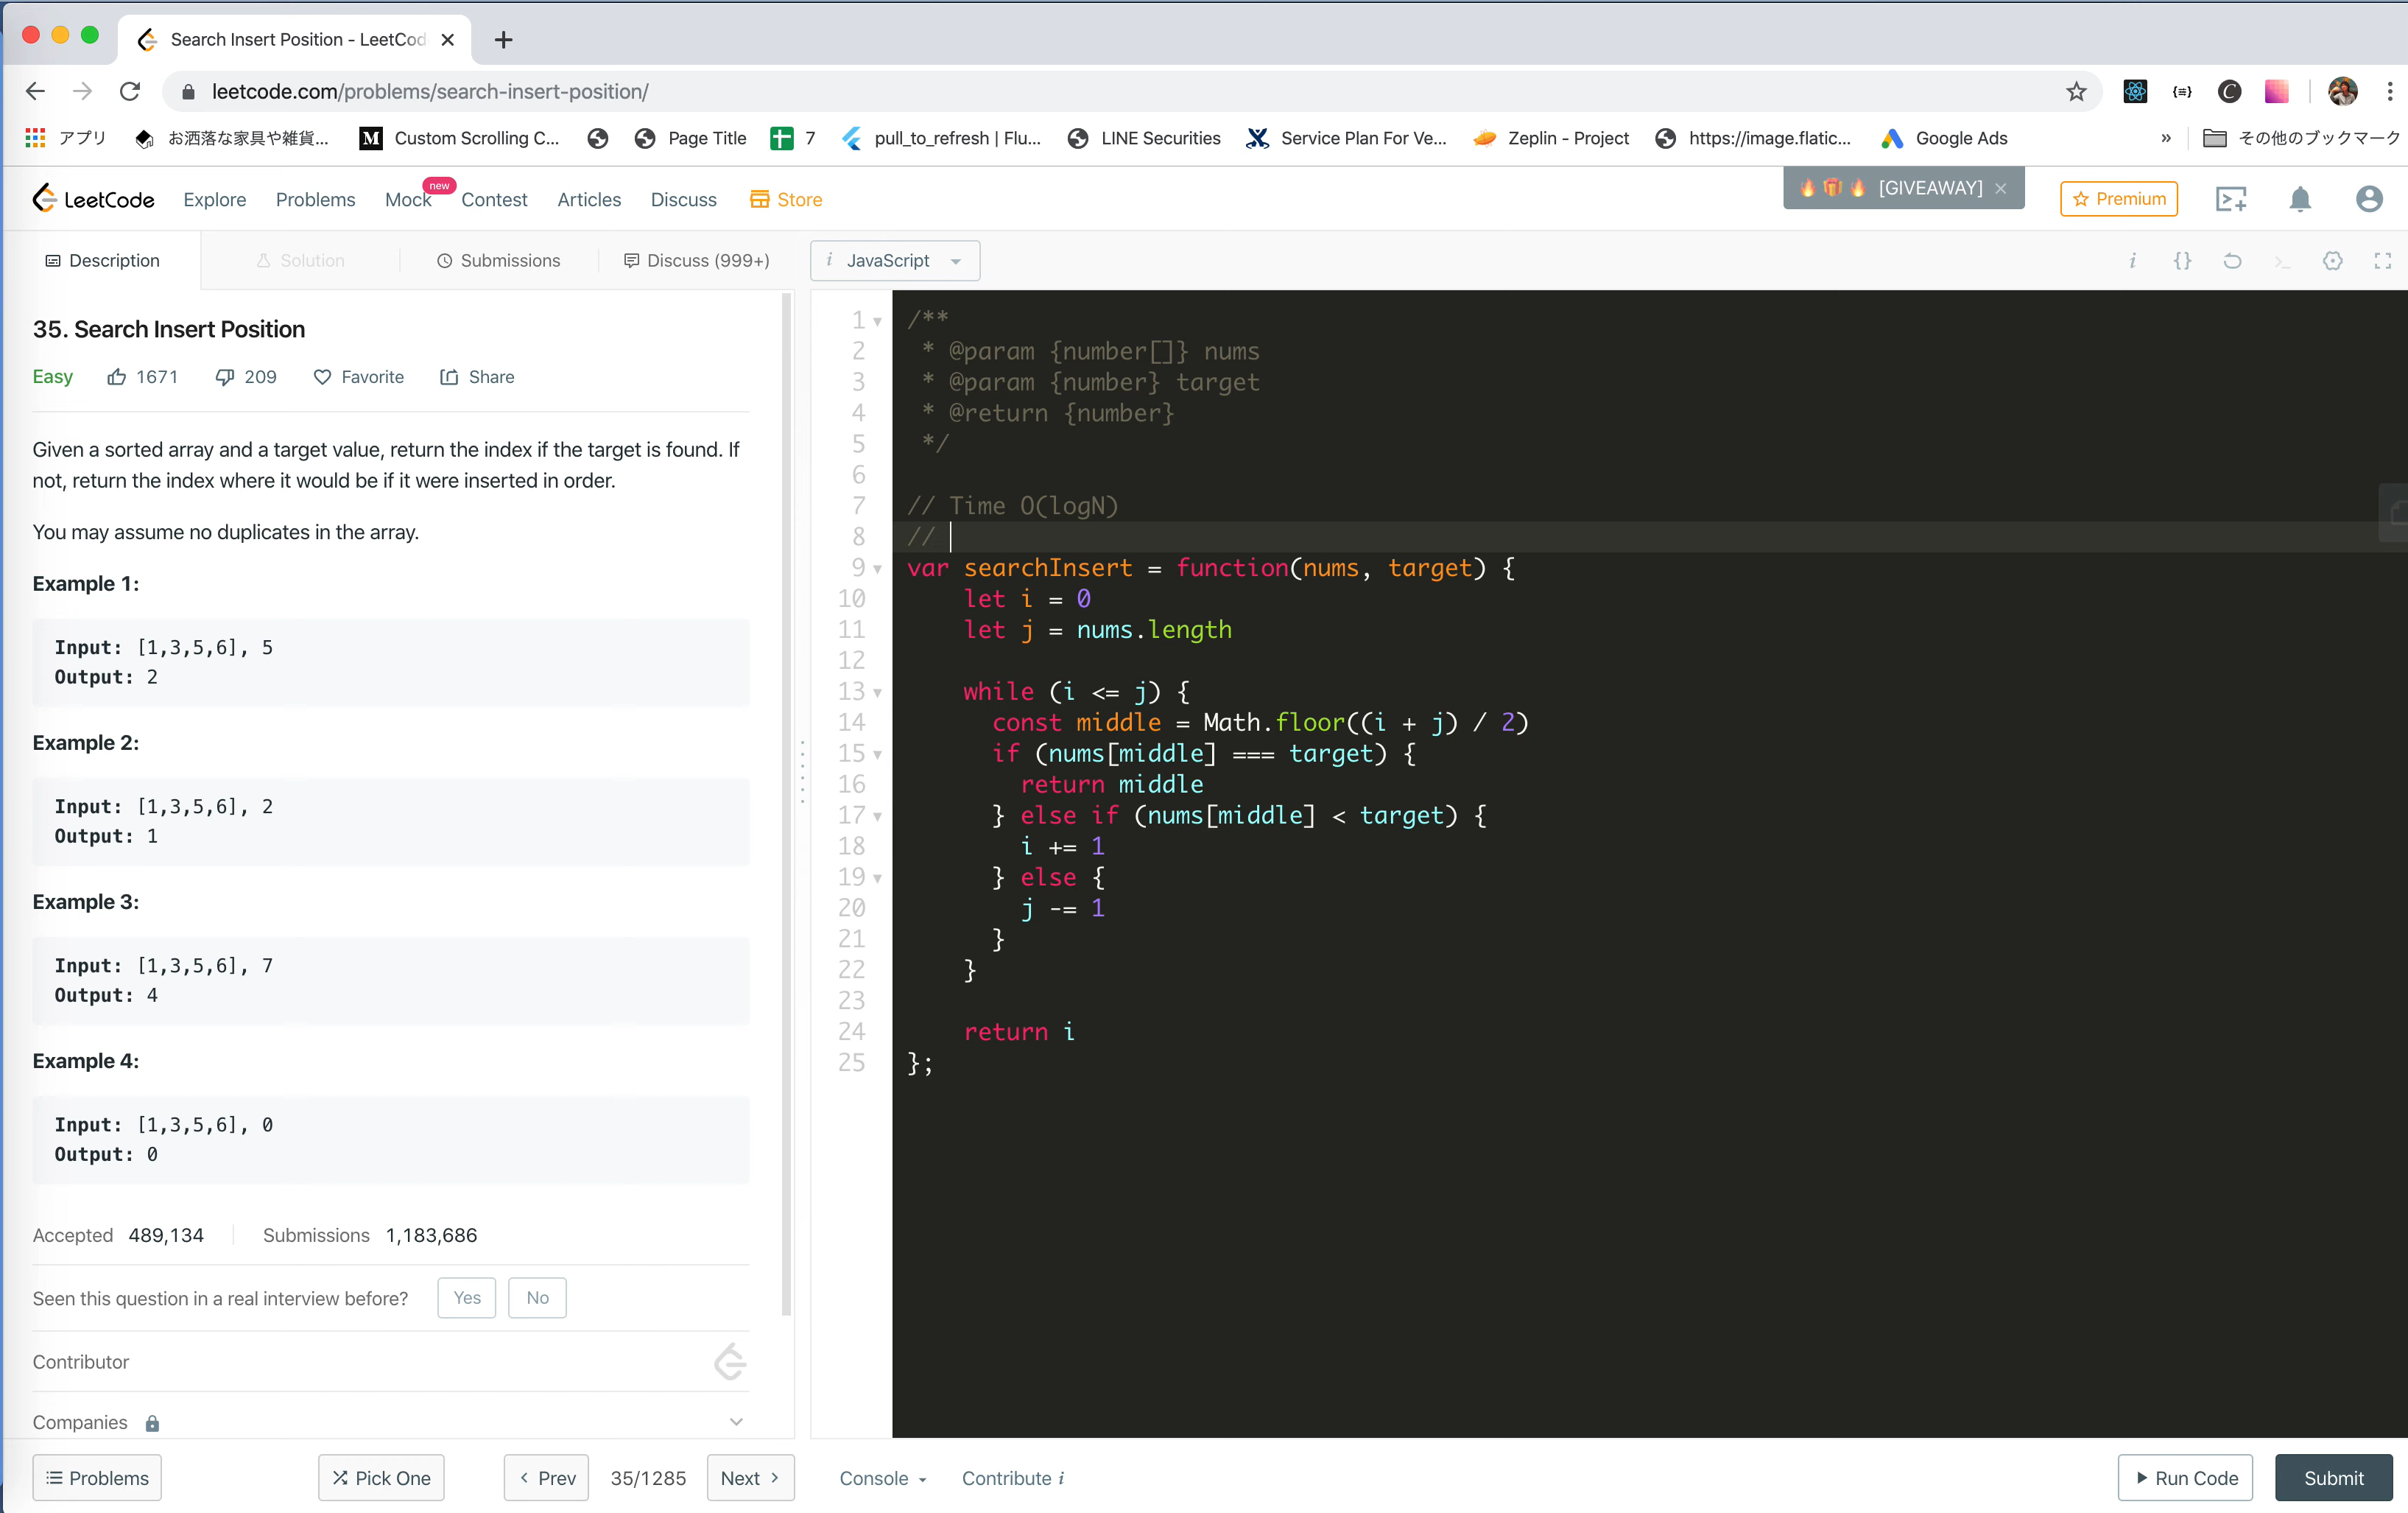 Search Insert Position - LeetCod
leetcode.com/problems/search-insert-position/
アプリ お洒落な家具や雑貨... M Custom Scrolling C... Page Title 7 pull_to_refresh | Flu... LINE Securities Service Plan For Ve... Zeplin - Project https://image.flatic... Google Ads » その他のブックマーク
LeetCode Explore Problems Mock new Contest Articles Discuss Store [GIVEAWAY] Premium
Description Solution Submissions Discuss (999+)
i JavaScript
35. Search Insert Position
Easy 1671 209 Favorite Share
Given a sorted array and a target value, return the index if the target is found. If
not, return the index where it would be if it were inserted in order.
You may assume no duplicates in the array.
Example 1:
Input: [1,3,5,6], 5
Output: 2
Example 2:
Input: [1,3,5,6], 2
Output: 1
Example 3:
Input: [1,3,5,6], 7
Output: 4
Example 4:
Input: [1,3,5,6], 0
Output: 0
Accepted 489,134 Submissions 1,183,686
Seen this question in a real interview before? Yes No
Contributor
Companies
1 /**
2 * @param {number[]} nums
3 * @param {number} target
4 * @return {number}
5 */
6
7 // Time O(logN)
8 //
9 var searchInsert = function(nums, target) {
10 let i = 0
11 let j = nums.length
12
13 while (i <= j) {
14 const middle = Math.floor((i + j) / 2)
15 if (nums[middle] === target) {
16 return middle
17 } else if (nums[middle] < target) {
18 i += 1
19 } else {
20 j -= 1
21 }
22 }
23
24 return i
25 };
Problems Pick One Prev 35/1285 Next Console Contribute i Run Code Submit